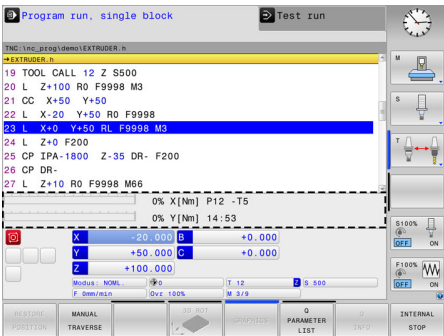 Program run, single block
Test run
TNC:\nc_prog\demo\EXTRUDER.h
→EXTRUDER.h
19 TOOL CALL 12 Z S500
20 L Z+100 R0 F9998 M3
21 CC X+50 Y+50
22 L X-20 Y+50 R0 F9998
23 L X+0 Y+50 RL F9998 M3
24 L Z+0 F200
25 CP IPA-1800 Z-35 DR- F200
26 CP DR-
27 L Z+10 R0 F9998 M66
0% X[Nm] P12 -T5
0% Y[Nm] 14:53
X -20.000 B +0.000
Y +50.000 C +0.000
Z +100.000
Modus: NOML. 0 T 12 Z S 500
F 0mm/min Ovr 100% M 3/9
M
S
T
S100%
OFF ON
F100%
OFF ON
RESTORE POSITION
MANUAL TRAVERSE
3D ROT
GRAPHICS
Q PARAMETER LIST
Q INFO
INTERNAL STOP